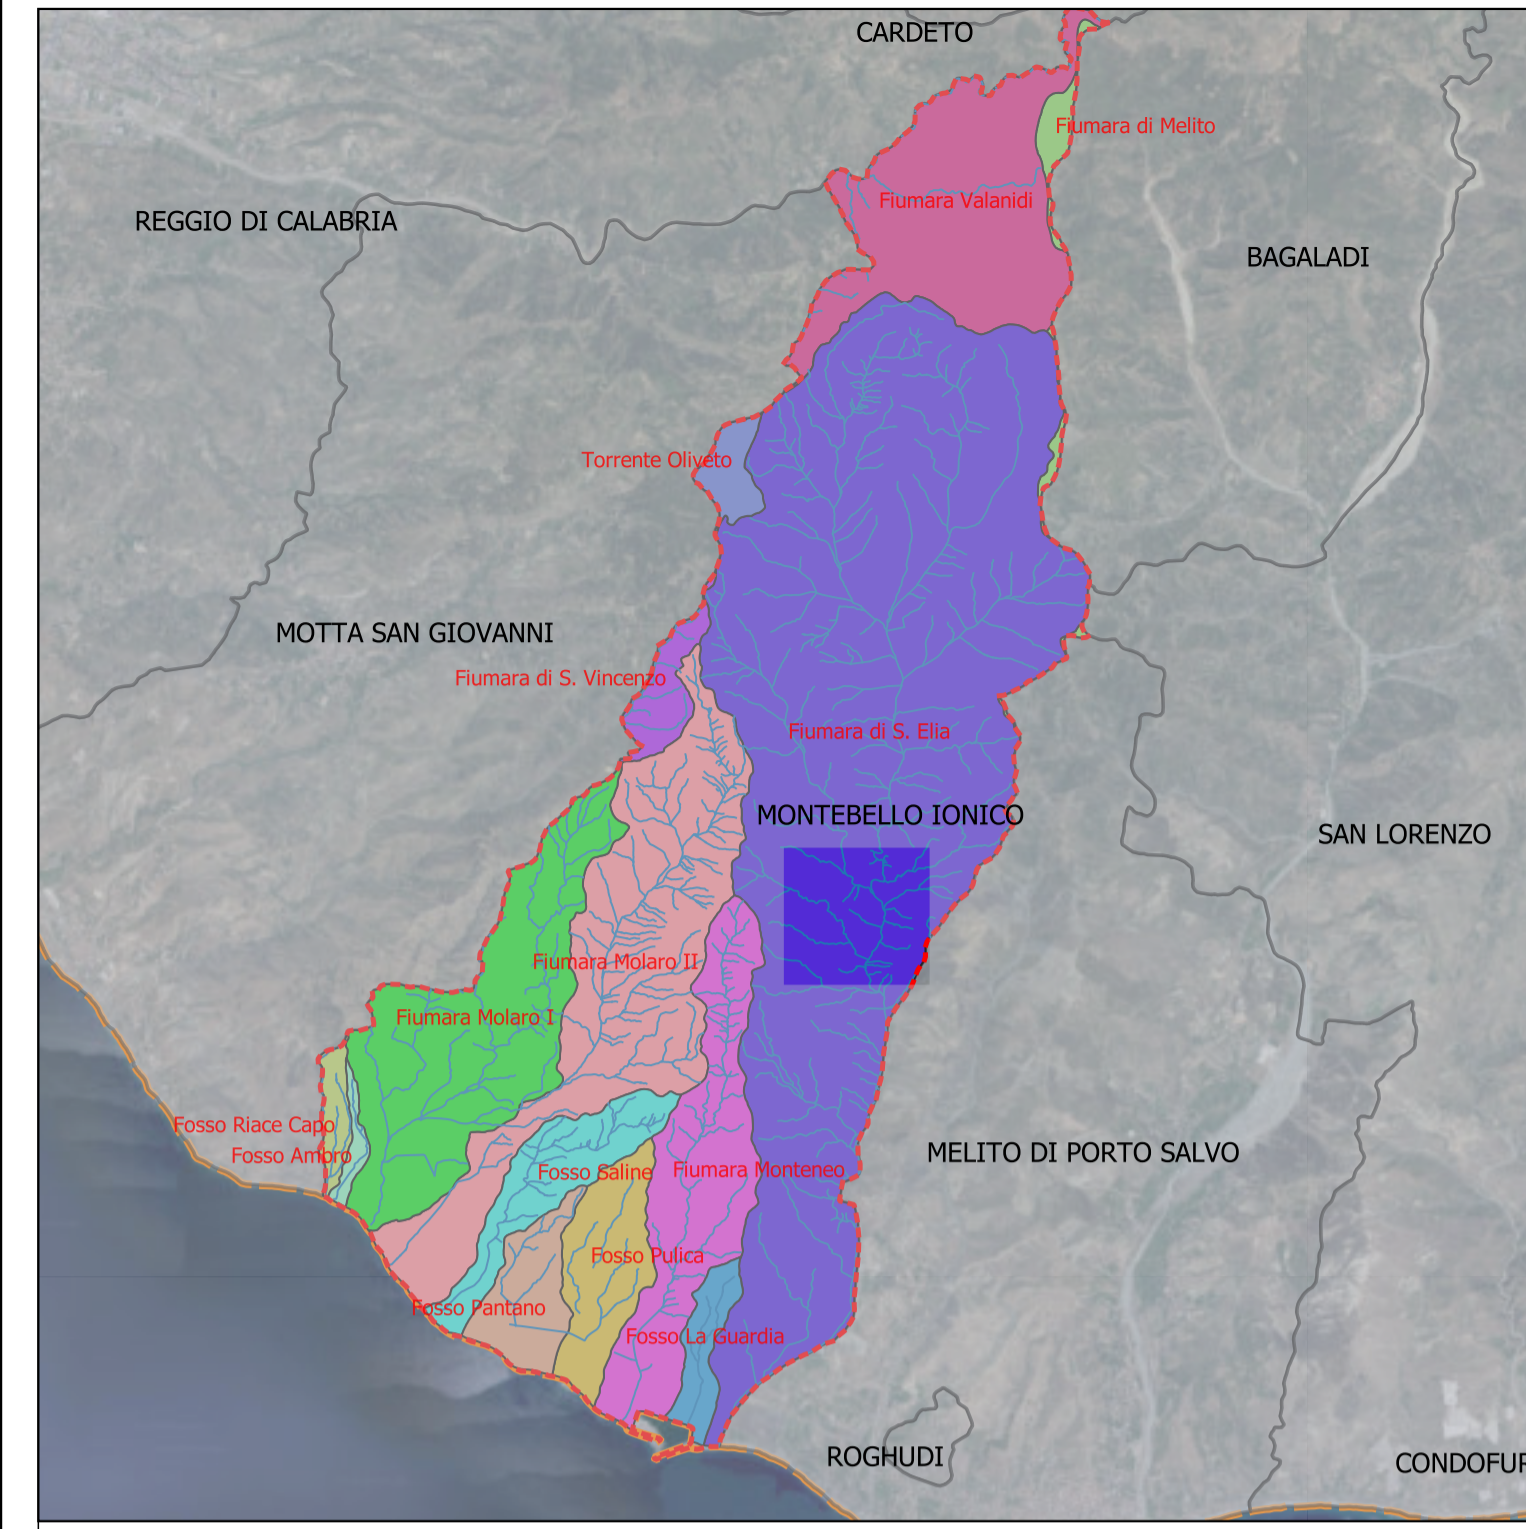 CARDETO
Fiumara di Melito
Fiumara Valanidi
REGGIO DI CALABRIA
BAGALADI
Torrente Oliveto
MOTTA SAN GIOVANNI
Fiumara di S. Vincenzo
Fiumara di S. Elia
MONTEBELLO IONICO
SAN LORENZO
Fiumara Molaro II
Fiumara Molaro I
Fosso Riace Capo
Fosso Ambro
MELITO DI PORTO SALVO
Fosso Saline
Fiumara Monteneo
Fosso Pulica
Fosso Pantano
Fosso La Guardia
ROGHUDI
CONDOFUR